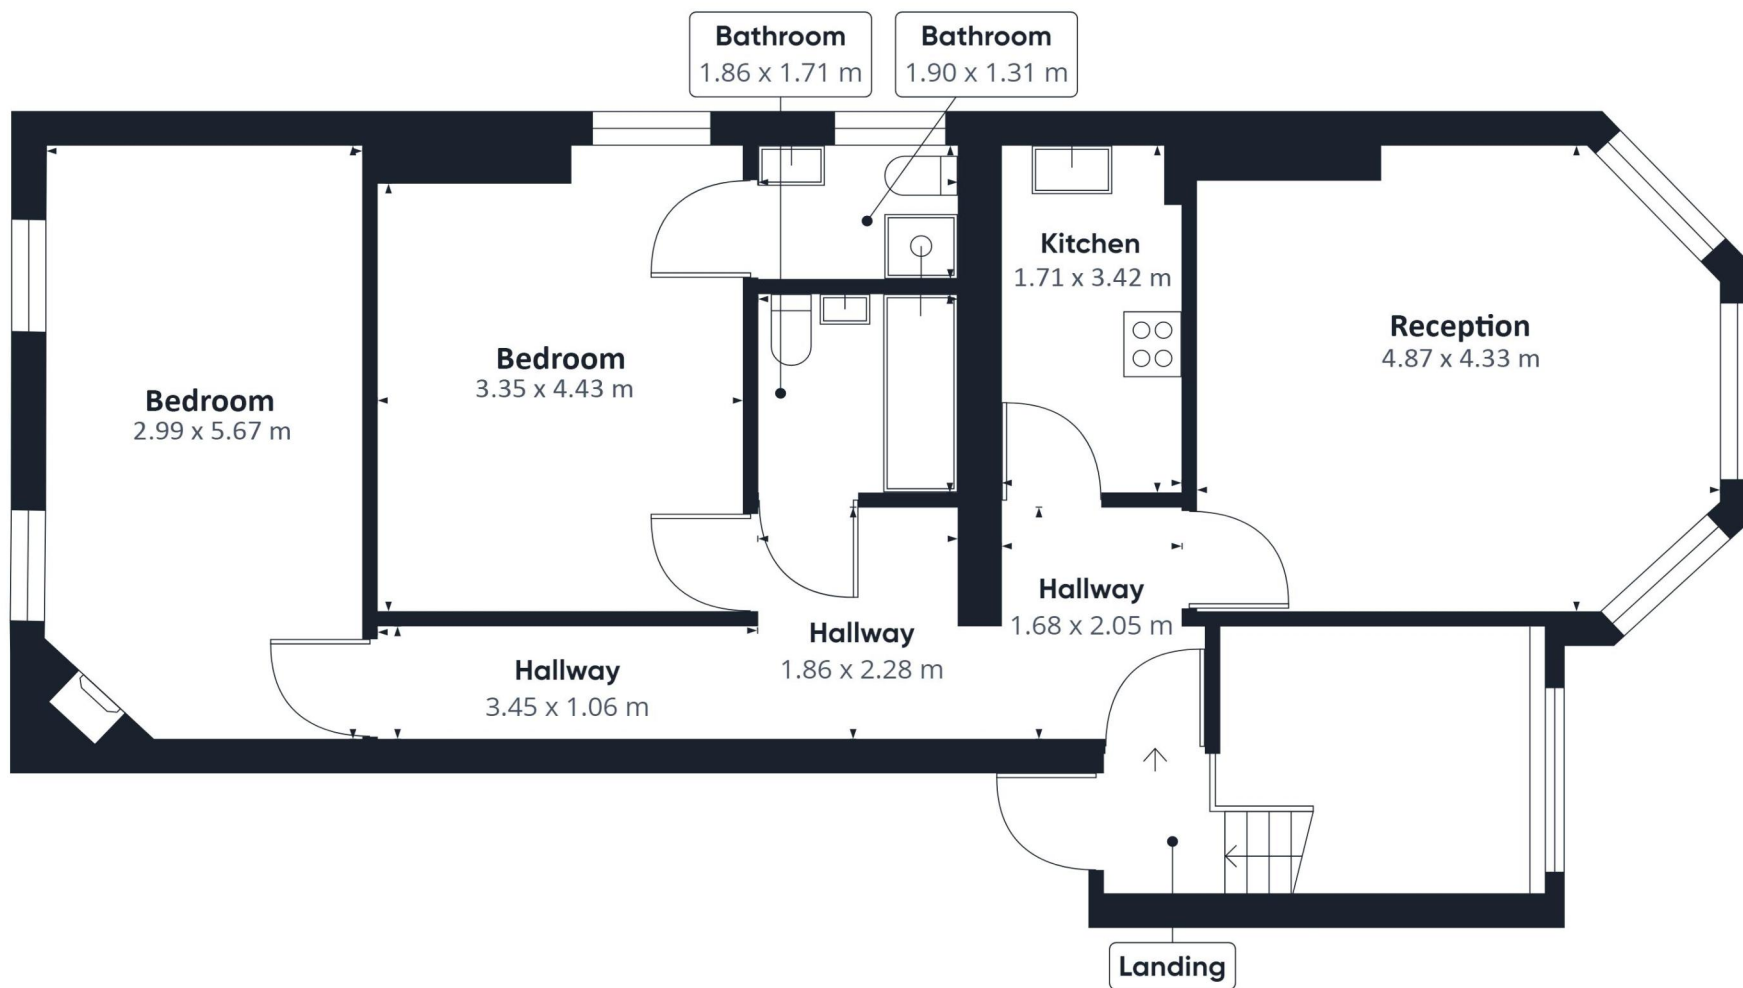 Bathroom
1.86 x 1.71 m
Bathroom
1.90 x 1.31 m
Kitchen
1.71 x 3.42 m
Reception
4.87 x 4.33 m
Bedroom
3.35 x 4.43 m
Bedroom
2.99 x 5.67 m
Hallway
1.68 x 2.05 m
Hallway
1.86 x 2.28 m
Hallway
3.45 x 1.06 m
Landing